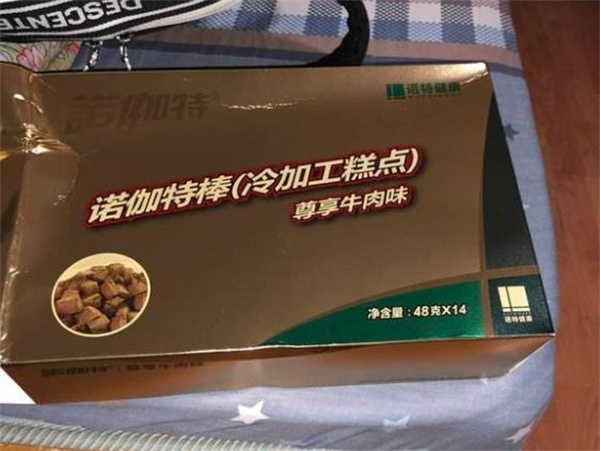 DESCENTE
诺伽特
诺特健康
诺伽特棒(冷加工糕点)
尊享牛肉味
净含量：48克X14
诺特健康